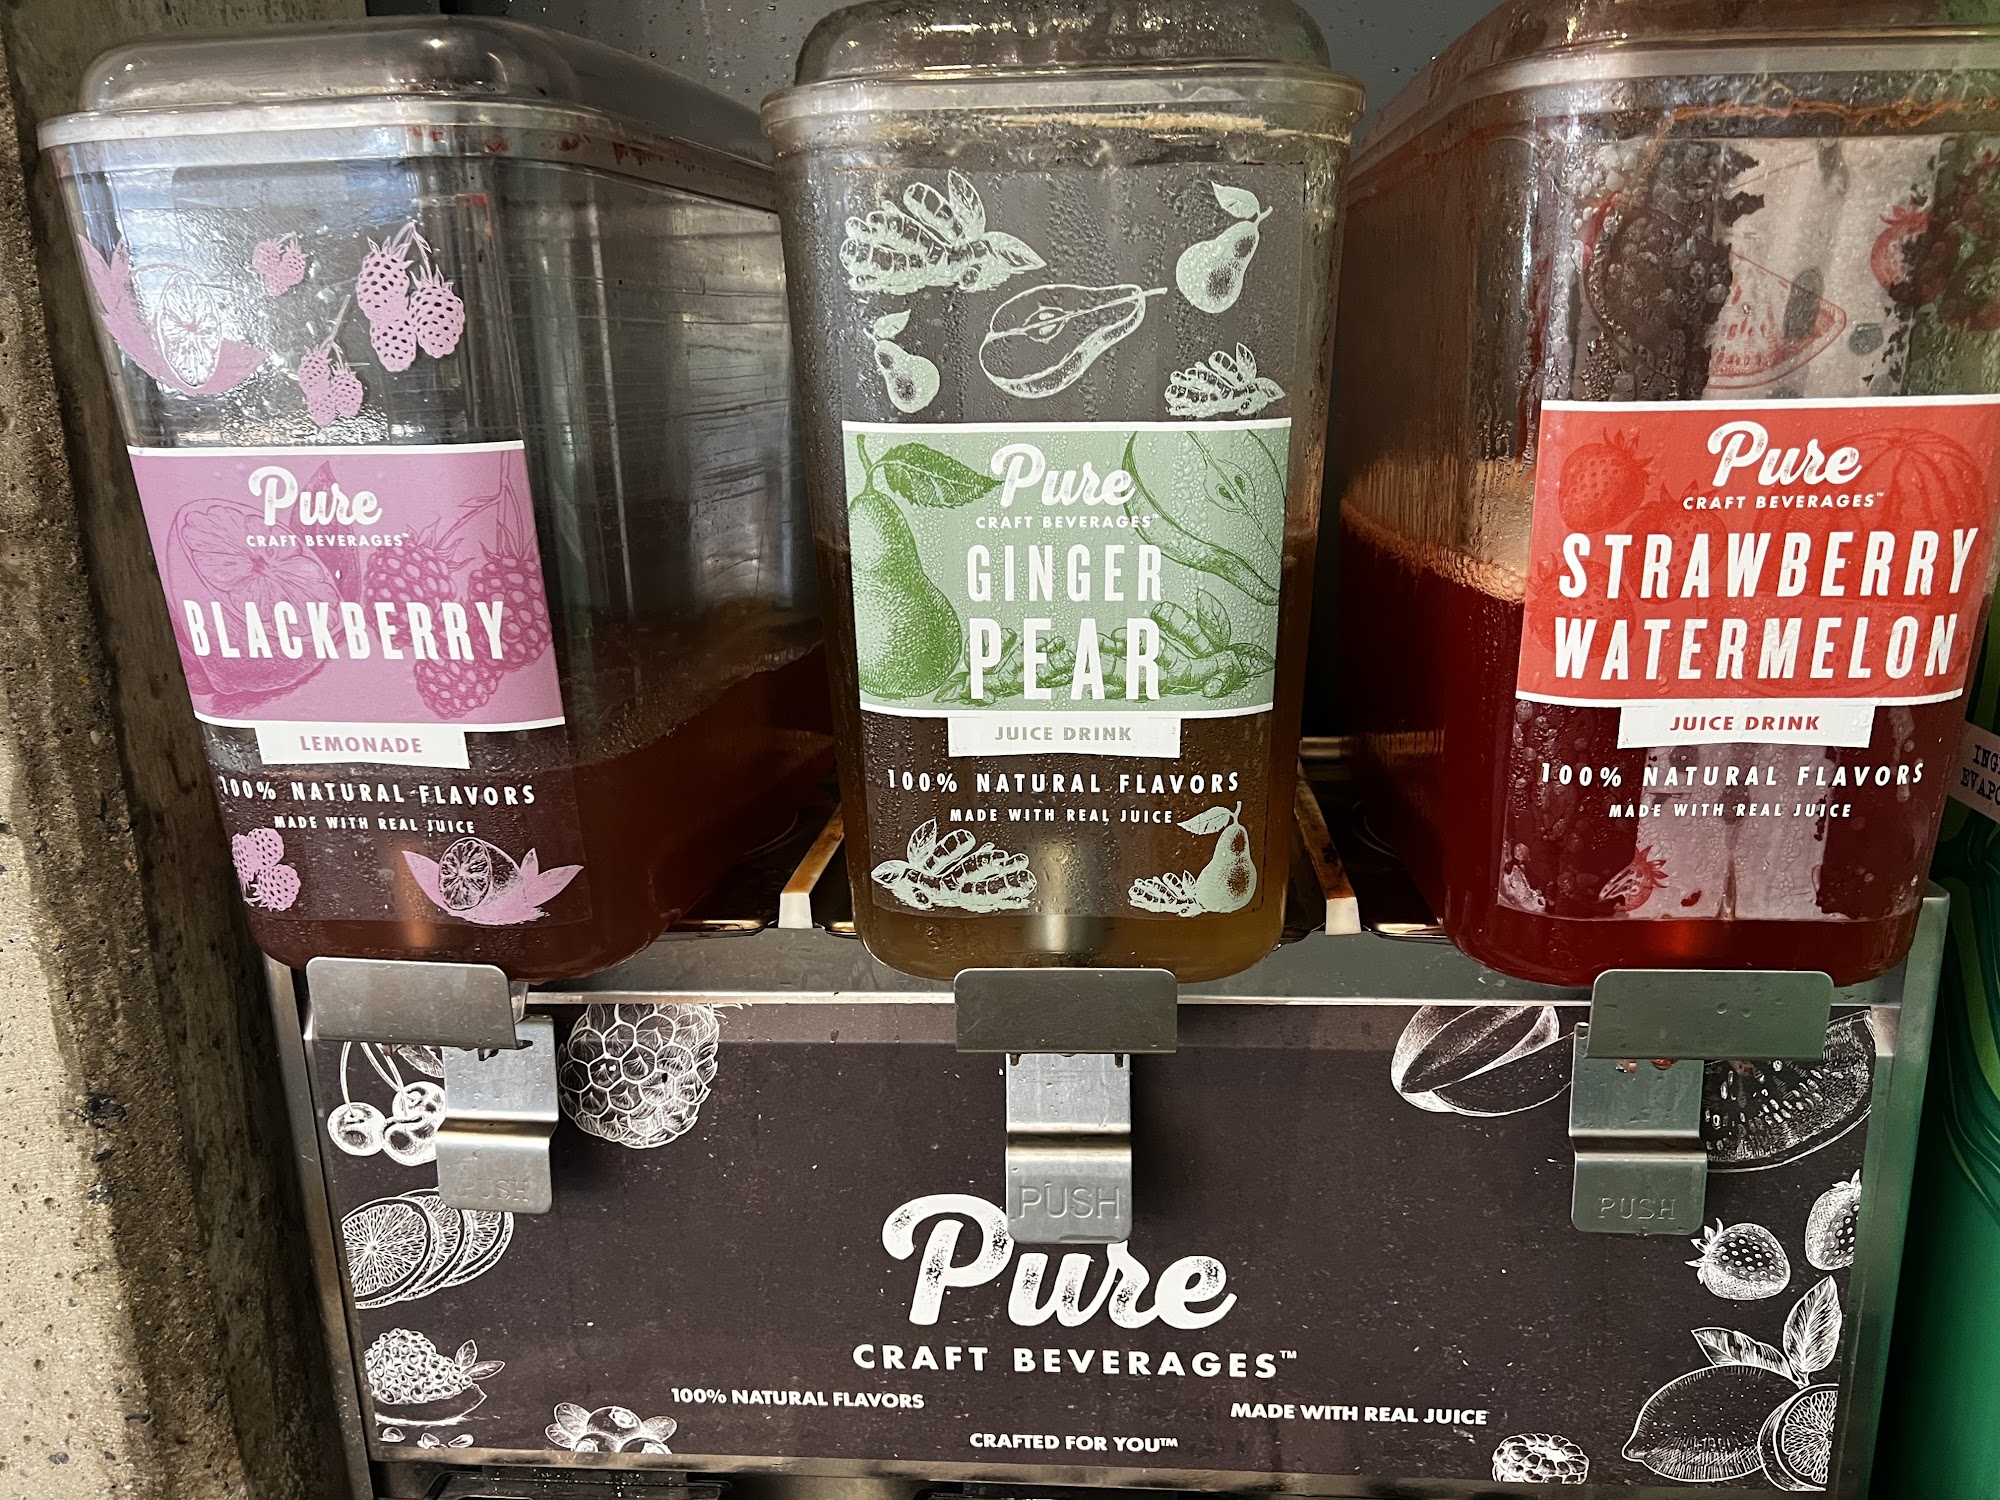 Pure
CRAFT BEVERAGES™
BLACKBERRY
LEMONADE
100% NATURAL FLAVORS
MADE WITH REAL JUICE
Pure
CRAFT BEVERAGES™
GINGER
PEAR
JUICE DRINK
100% NATURAL FLAVORS
MADE WITH REAL JUICE
Pure
CRAFT BEVERAGES™
STRAWBERRY
WATERMELON
JUICE DRINK
100% NATURAL FLAVORS
MADE WITH REAL JUICE
PUSH
PUSH
PUSH
Pure
CRAFT BEVERAGES™
100% NATURAL FLAVORS
MADE WITH REAL JUICE
CRAFTED FOR YOU™